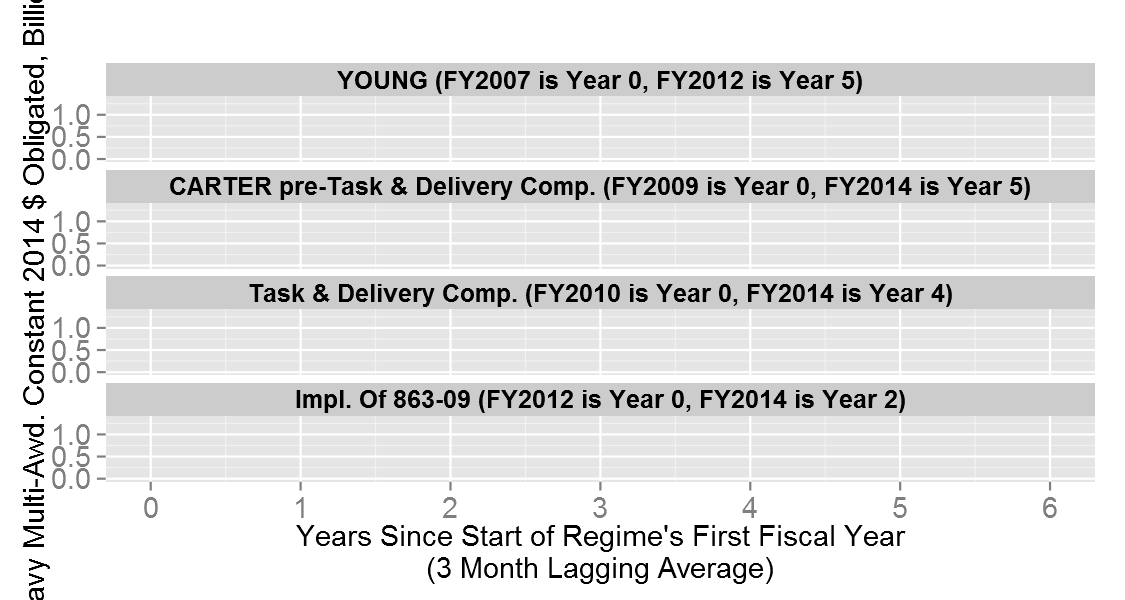 avy Multi-Awd. Constant 2014 $ Obligated, Billi
YOUNG (FY2007 is Year 0, FY2012 is Year 5)
1.0
0.5
0.0
CARTER pre-Task & Delivery Comp. (FY2009 is Year 0, FY2014 is Year 5)
1.0
0.5
0.0
Task & Delivery Comp. (FY2010 is Year 0, FY2014 is Year 4)
1.0
0.5
0.0
Impl. Of 863-09 (FY2012 is Year 0, FY2014 is Year 2)
1.0
0.5
0.0
0 1 2 3 4 5 6
Years Since Start of Regime's First Fiscal Year
(3 Month Lagging Average)